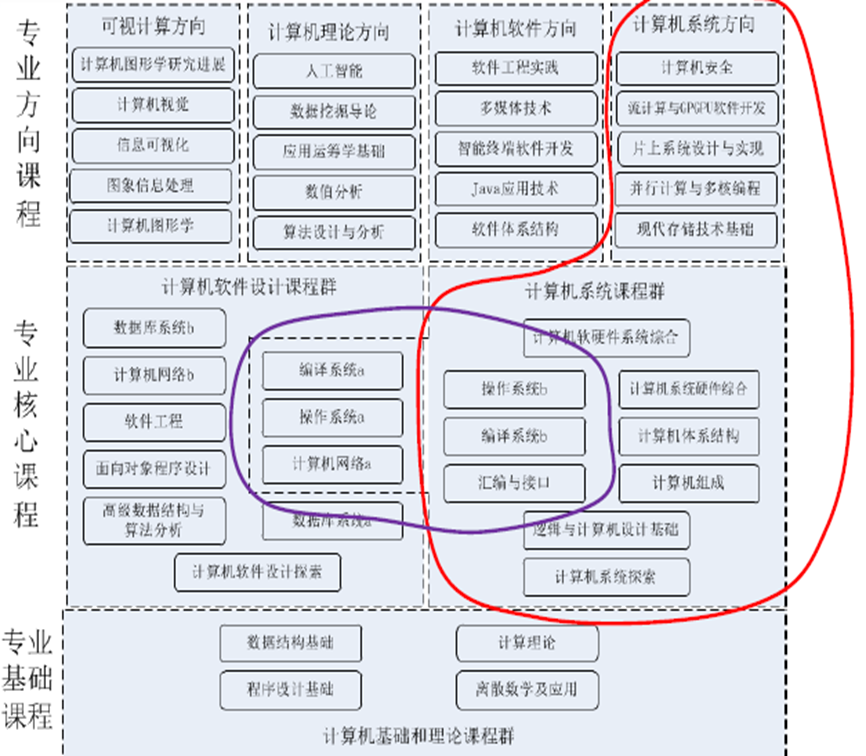 专业方向课程
可视计算方向
计算机图形学研究进展
计算机视觉
信息可视化
图象信息处理
计算机图形学
计算机理论方向
人工智能
数据挖掘导论
应用运筹学基础
数值分析
算法设计与分析
计算机软件方向
软件工程实践
多媒体技术
智能终端软件开发
Java应用技术
软件体系结构
计算机系统方向
计算机安全
流计算与GPGPU软件开发
片上系统设计与实现
并行计算与多核编程
现代存储技术基础
专业核心课程
计算机软件设计课程群
数据库系统b
计算机网络b
软件工程
面向对象程序设计
高级数据结构与
算法分析
编译系统a
操作系统a
计算机网络a
数据库系统a
计算机软件设计探索
计算机系统课程群
计算机软硬件系统综合
操作系统b
编译系统b
汇编与接口
计算机系统硬件综合
计算机体系结构
计算机组成
逻辑与计算机设计基础
计算机系统探索
专业
基础
课程
数据结构基础
计算理论
程序设计基础
离散数学及应用
计算机基础和理论课程群